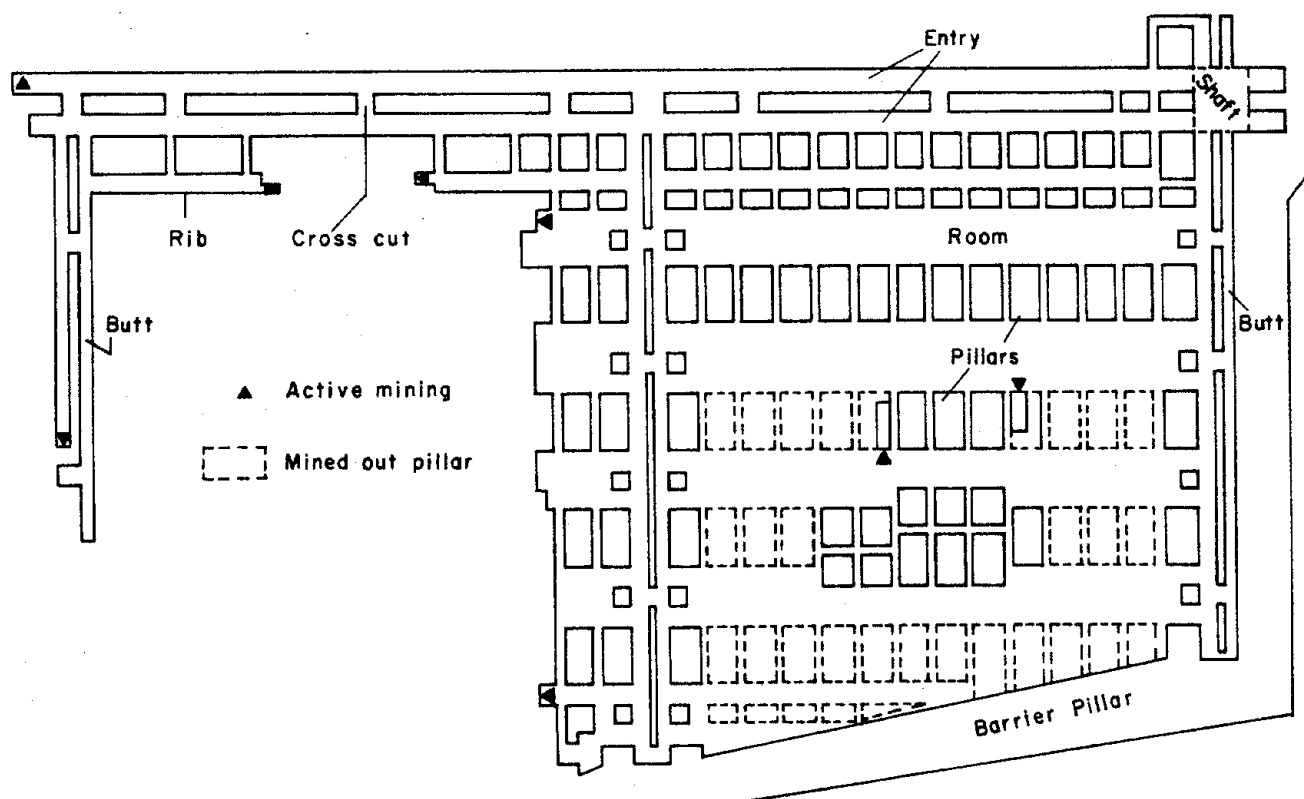 Entry
Shaft
Rib
Cross cut
Room
Butt
Butt
Pillars
Active mining
Mined out pillar
Barrier Pillar